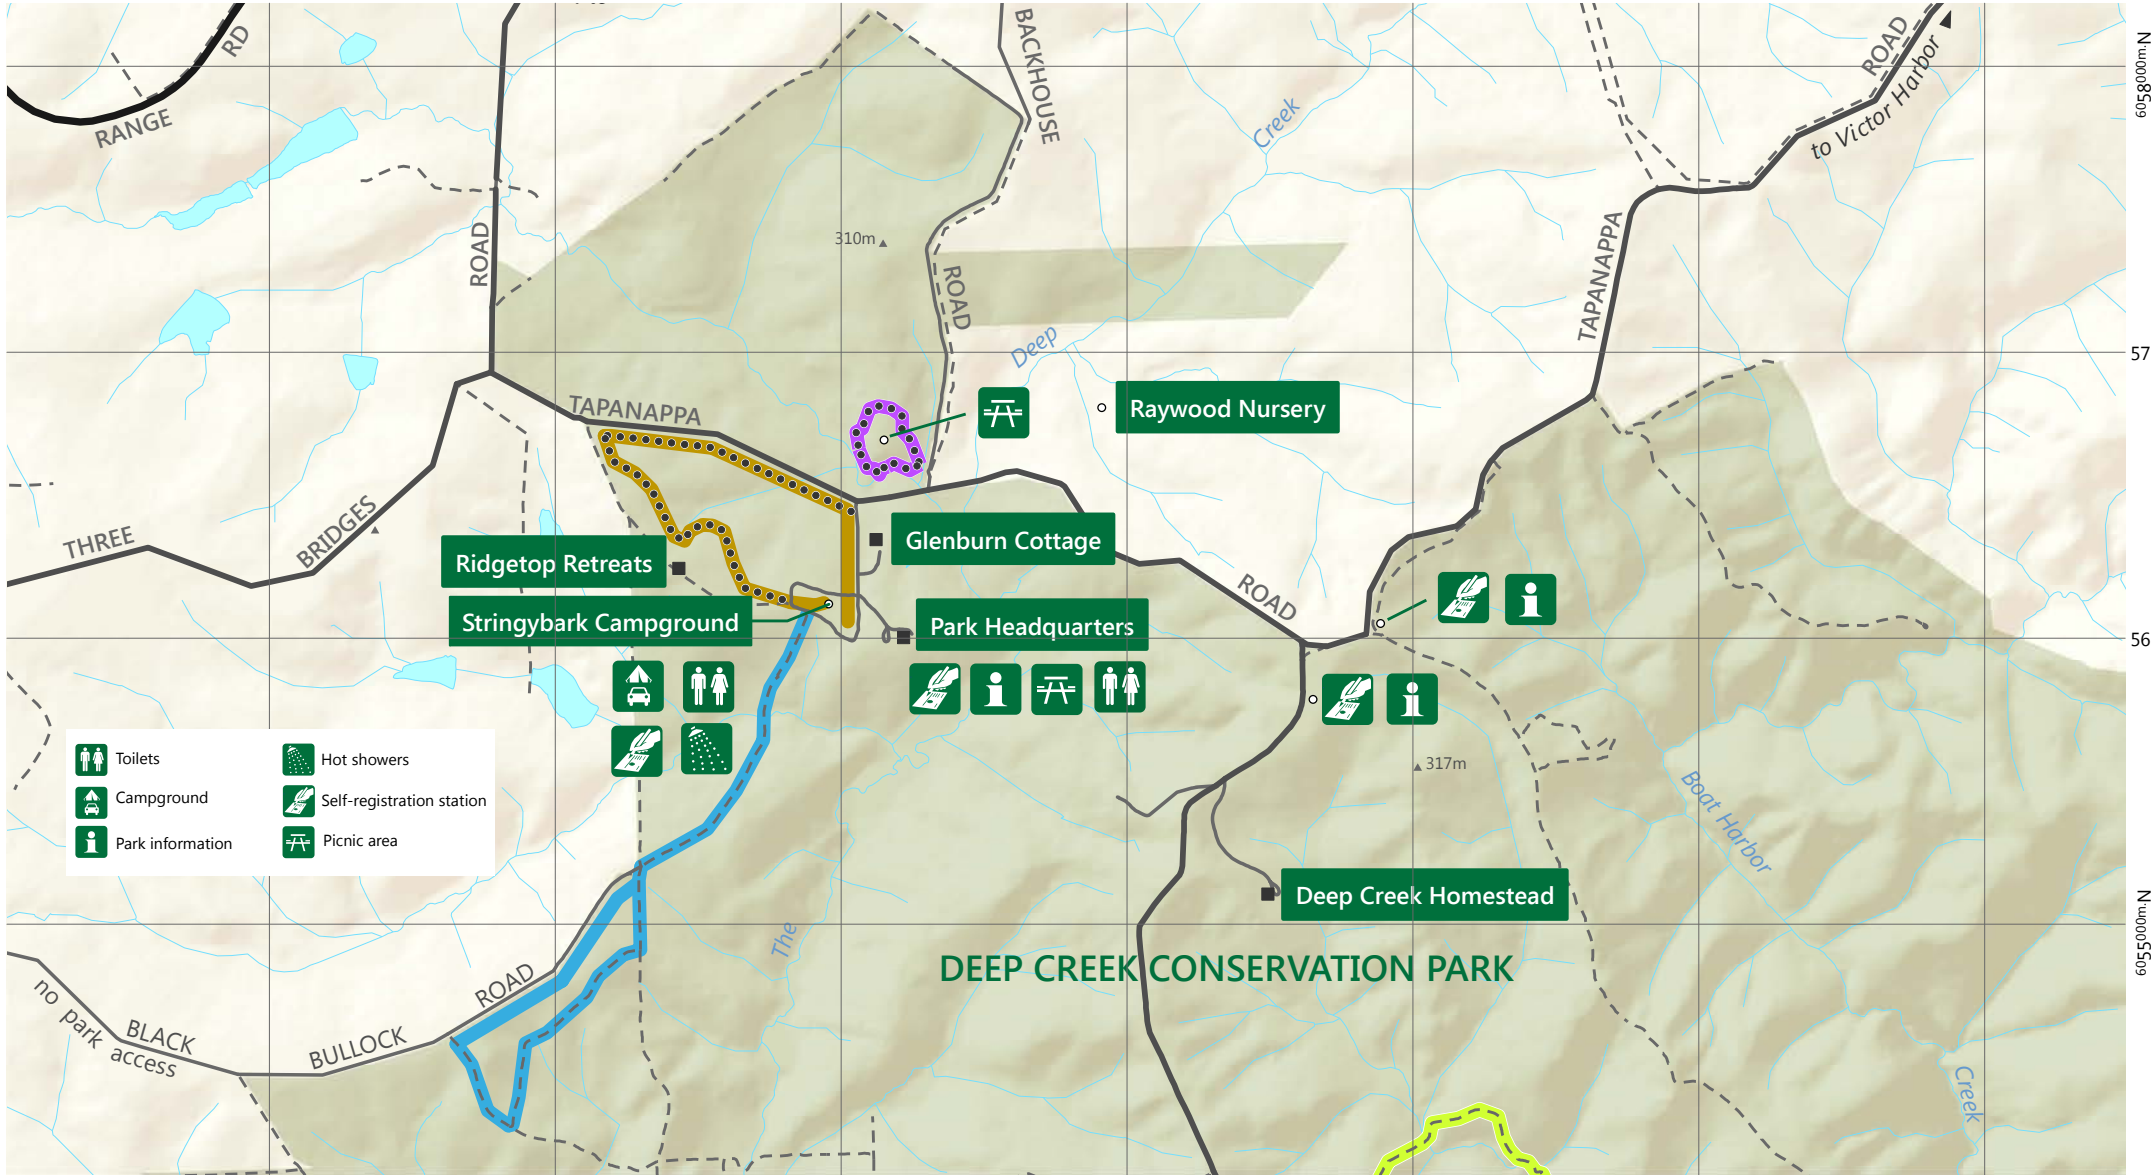 RD
RANGE
BACKHOUSE
Creek
ROAD
to Victor Harbor
6058000m.N
ROAD
310m
ROAD
TAPANAPPA
Deep
57
TAPANAPPA
Raywood Nursery
THREE
BRIDGES
Glenburn Cottage
Ridgetop Retreats
ROAD
Stringybark Campground
Park Headquarters
56
Toilets
Hot showers
Campground
Self-registration station
Park information
Picnic area
317m
Boat Harbor
Deep Creek Homestead
The
6055000m.N
DEEP CREEK CONSERVATION PARK
ROAD
no park access
BLACK
BULLOCK
Creek